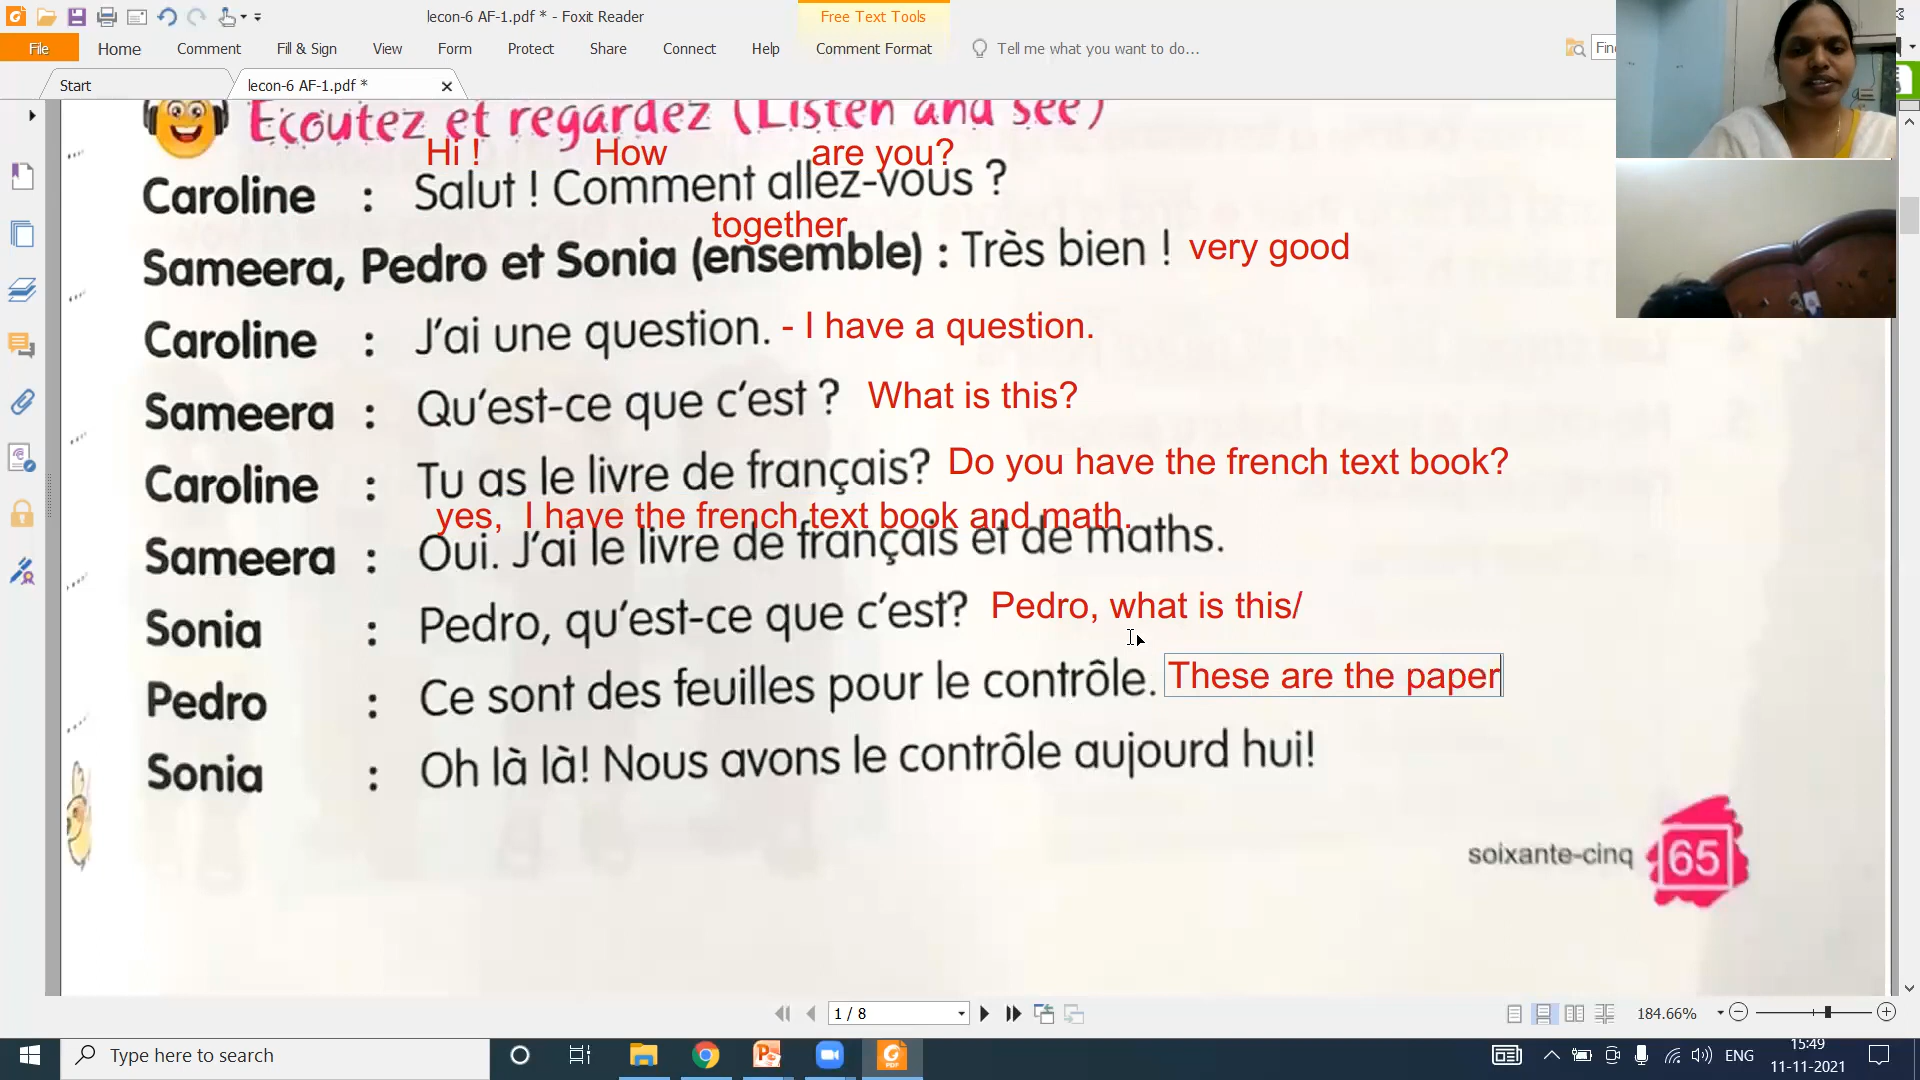 lecon-6 AF-1.pdf * - Foxit Reader
Free Text Tools
File Home Comment Fill & Sign View Form Protect Share Connect Help Comment Format Tell me what you want to do...
Start lecon-6 AF-1.pdf *
Ecoutez et regardez (Listen and see)
Hi ! How are you?
Caroline : Salut ! Comment allez-vous ?
together
Sameera, Pedro et Sonia (ensemble) : Très bien ! very good
Caroline : J'ai une question. - I have a question.
Sameera : Qu'est-ce que c'est ? What is this?
Caroline : Tu as le livre de français? Do you have the french text book?
yes, I have the french text book and math.
Sameera : Oui. J'ai le livre de français et de maths.
Sonia : Pedro, qu'est-ce que c'est? Pedro, what is this/
Pedro : Ce sont des feuilles pour le contrôle. These are the paper
Sonia : Oh là là! Nous avons le contrôle aujourd hui!
soixante-cinq 65
1 / 8
184.66%
Type here to search
ENG
15:49
11-11-2021